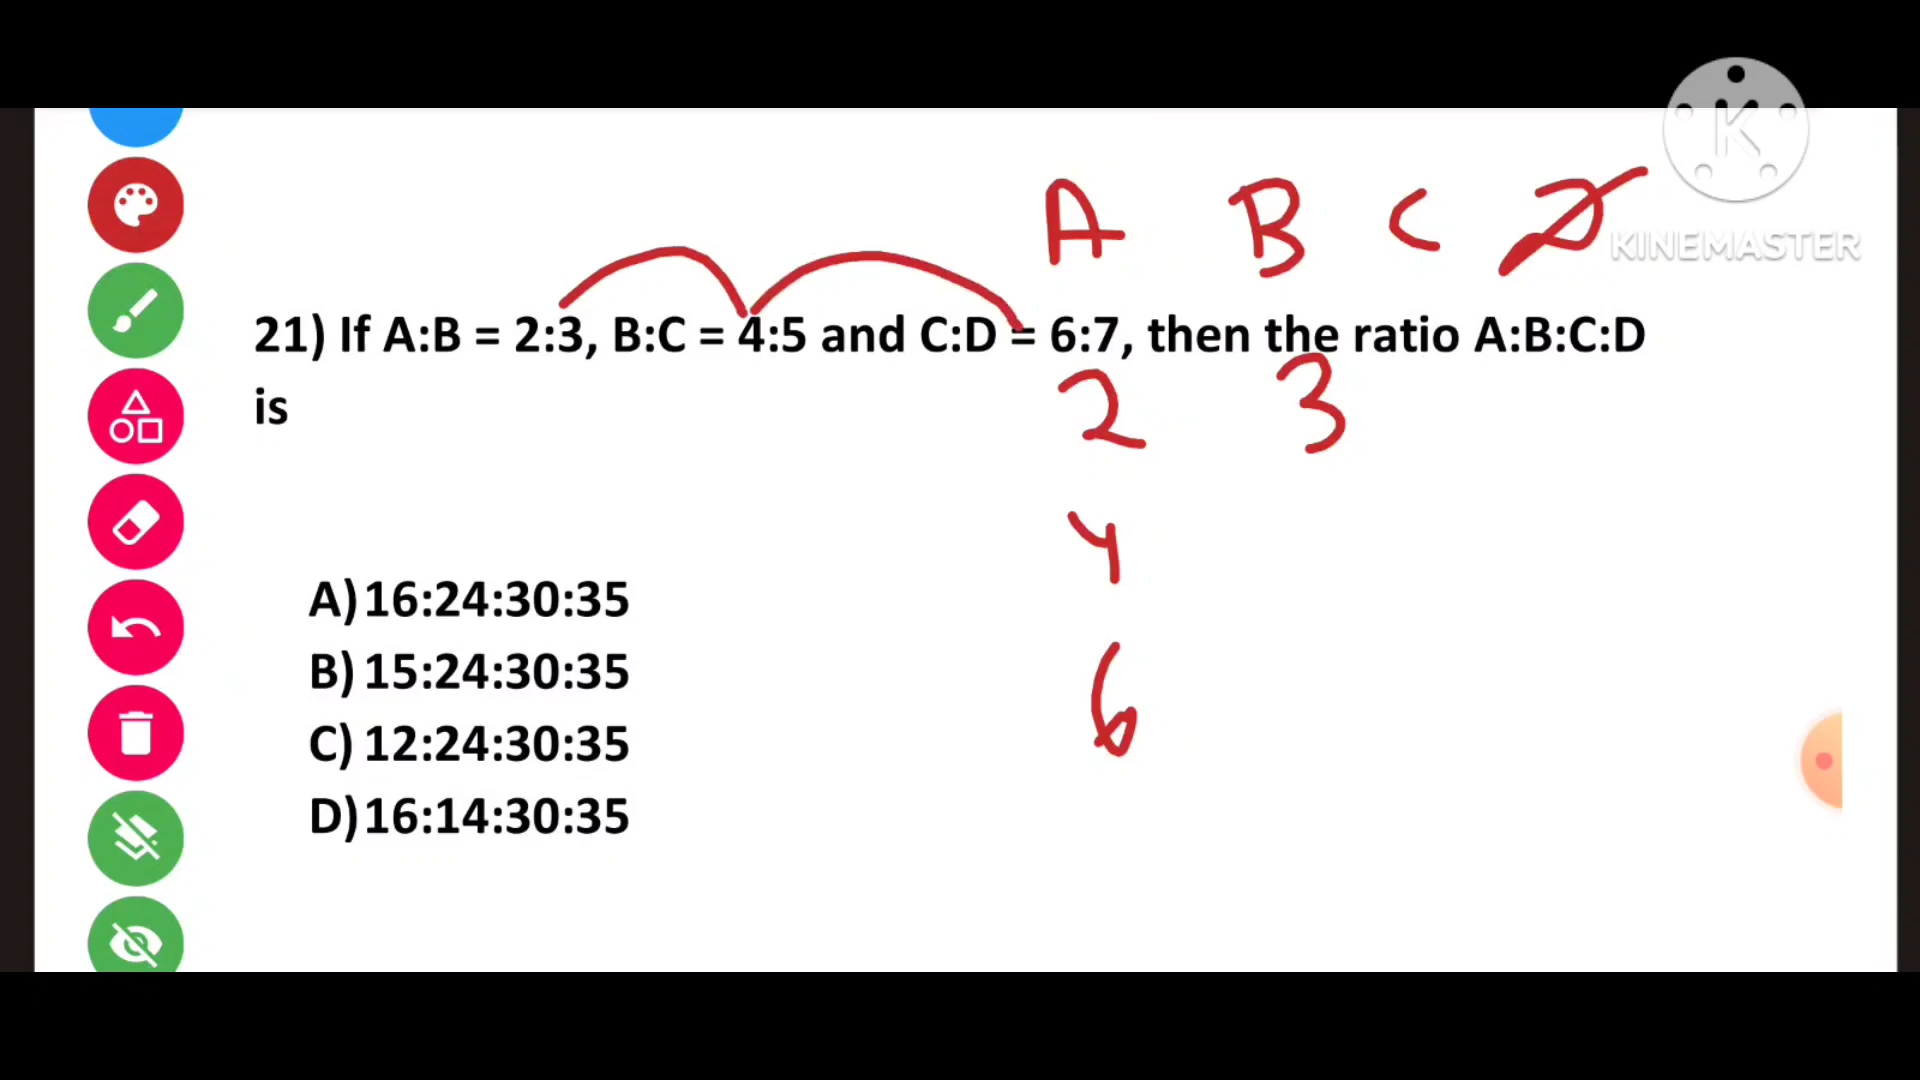 K
KINEMASTER
A B C D
21) If A:B = 2:3, B:C = 4:5 and C:D = 6:7, then the ratio A:B:C:D
is
2 3
4
6
A) 16:24:30:35
B) 15:24:30:35
C) 12:24:30:35
D) 16:14:30:35